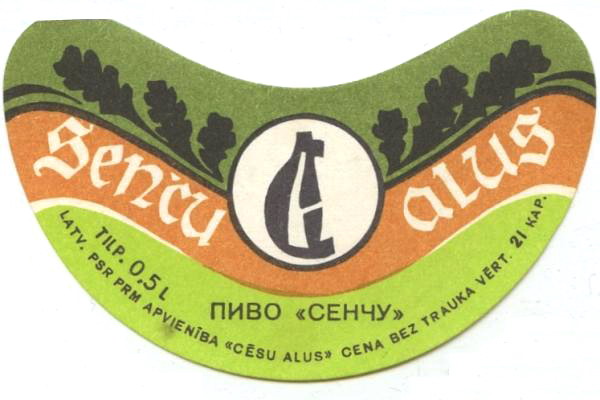 Senču alus
TILP. 0,5 L
ПИВО «СЕНЧУ»
LATV. PSR PRM APVIENĪBA «CĒSU ALUS» CENA BEZ TRAUKA VĒRT. 21 KAP.